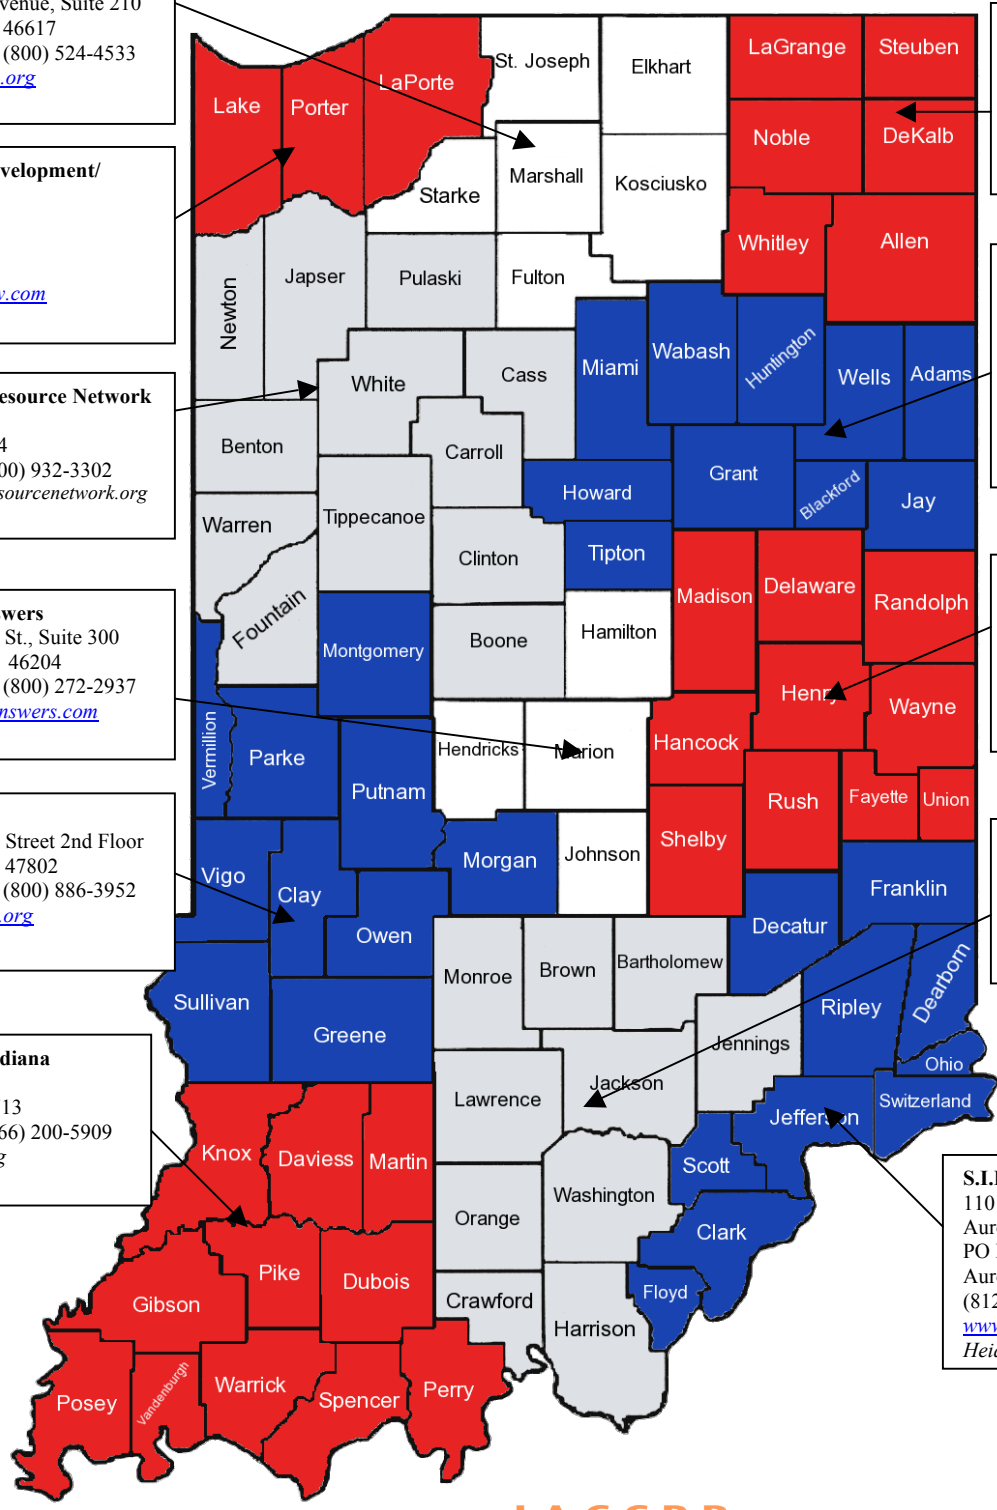 venue, Suite 210
46617
(800) 524-4533
.org
velopment/
v.com
esource Network
4
00) 932-3302
sourcenetwork.org
swers
St., Suite 300
46204
(800) 272-2937
nswers.com
Street 2nd Floor
47802
(800) 886-3952
.org
diana
713
66) 200-5909
g
S.I.
110
Auro
PO
Auro
(812
www
Heid
LaGrange
Steuben
St. Joseph
Elkhart
LaPorte
Lake
Porter
Noble
DeKalb
Marshall
Kosciusko
Starke
Whitley
Allen
Newton
Japser
Pulaski
Fulton
Miami
Wabash
Huntington
Wells
Adams
White
Cass
Benton
Carroll
Grant
Howard
Blackford
Jay
Warren
Tippecanoe
Clinton
Tipton
Madison
Delaware
Randolph
Fountain
Boone
Hamilton
Montgomery
Henry
Wayne
Vermillion
Parke
Hendricks
Marion
Hancock
Putnam
Rush
Fayette
Union
Shelby
Vigo
Clay
Morgan
Johnson
Franklin
Owen
Decatur
Monroe
Brown
Bartholomew
Sullivan
Greene
Ripley
Dearborn
Jennings
Ohio
Lawrence
Jackson
Jefferson
Switzerland
Knox
Daviess
Martin
Scott
Washington
Orange
Clark
Pike
Dubois
Gibson
Crawford
Floyd
Harrison
Posey
Vandenburgh
Warrick
Spencer
Perry